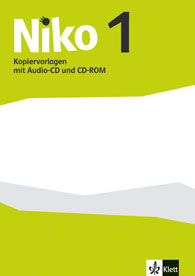 Niko 1
Kopiervorlagen
mit Audio-CD und CD-ROM
Klett